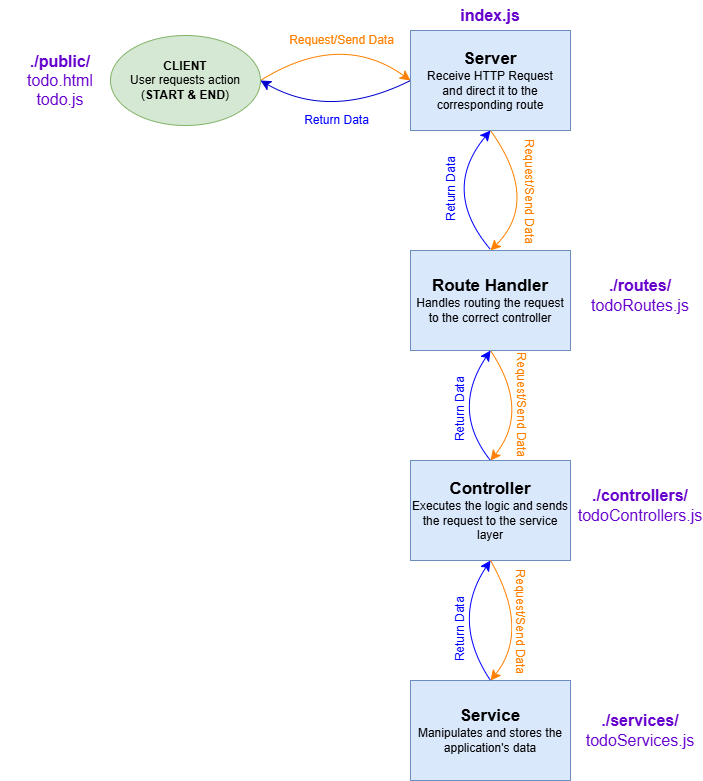 index.js
./public/
todo.html
todo.js
CLIENT
User requests action
(START & END)
Request/Send Data
Return Data
Server
Receive HTTP Request
and direct it to the
corresponding route
Return Data
Request/Send Data
Route Handler
Handles routing the request
to the correct controller
./routes/
todoRoutes.js
Return Data
Request/Send Data
Controller
Executes the logic and sends
the request to the service
layer
./controllers/
todoControllers.js
Return Data
Request/Send Data
Service
Manipulates and stores the
application's data
./services/
todoServices.js